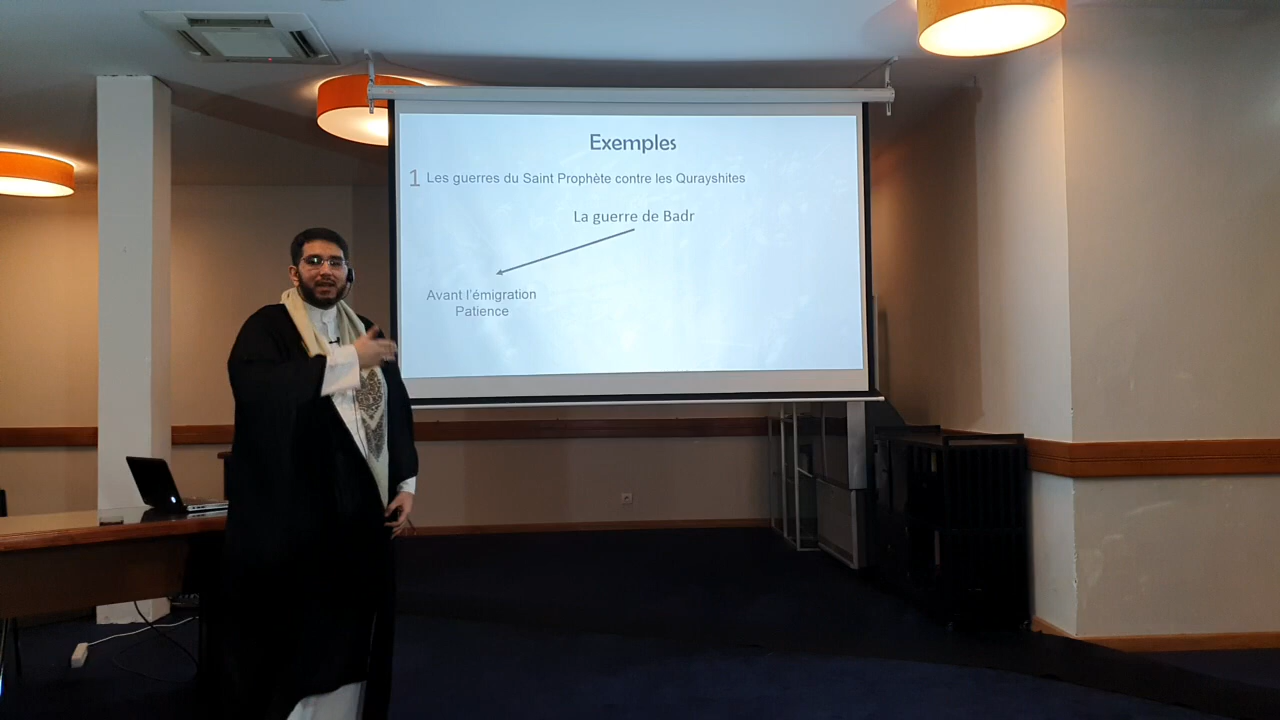 Exemples
1 Les guerres du Saint Prophète contre les Qurayshites
La guerre de Badr
Avant l'émigration
Patience